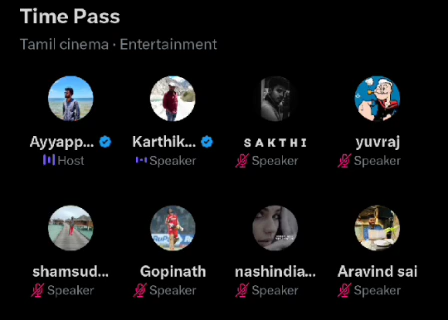 Time Pass
Tamil cinema · Entertainment
Ayyapp... Karthik... S A K T H I yuvraj
Host Speaker Speaker Speaker
shamsud... Gopinath nashindia... Aravind sai
Speaker Speaker Speaker Speaker